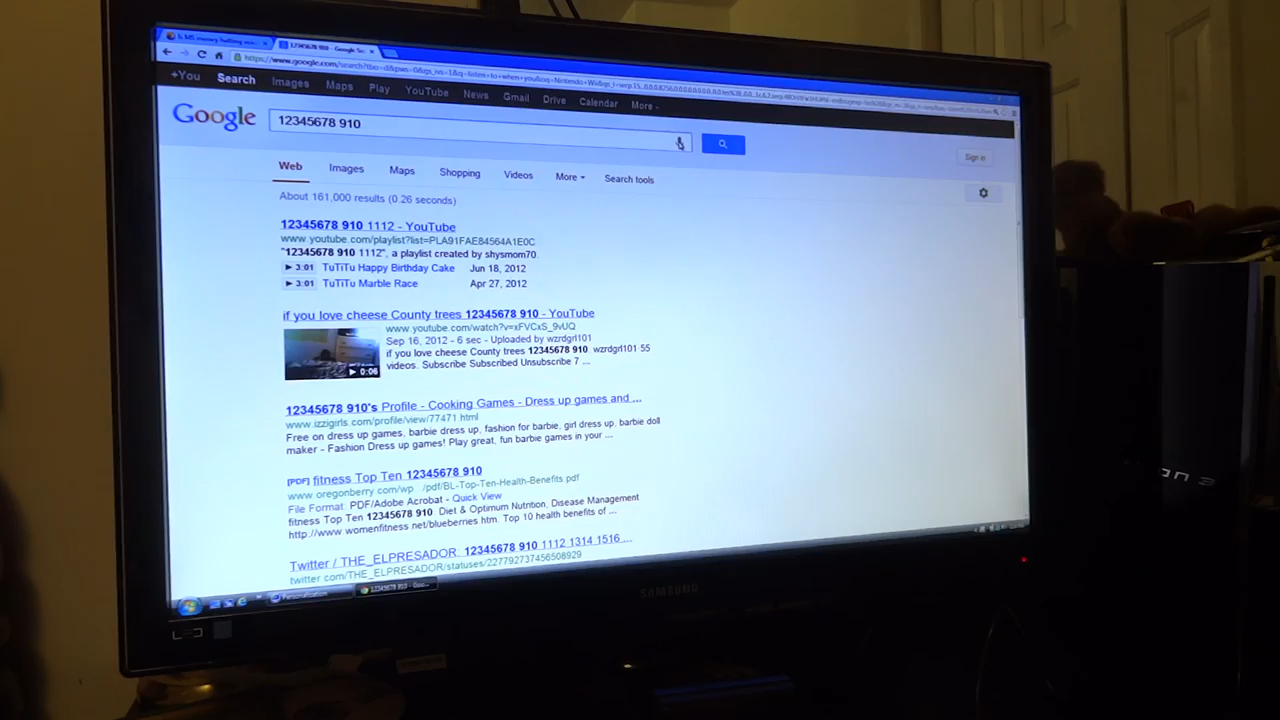 12345678 910 - Google Se...
+You Search Images Maps Play YouTube News Gmail Drive Calendar More
Google
12345678 910
Sign in
Web Images Maps Shopping Videos More Search tools
About 161,000 results (0.26 seconds)
12345678 910 1112 - YouTube
www.youtube.com/playlist?list=PLA91FAE84564A1E0C
"12345678 910 1112", a playlist created by shysmom70.
3:01 TuTiTu Happy Birthday Cake Jun 18, 2012
3:01 TuTiTu Marble Race Apr 27, 2012
if you love cheese County trees 12345678 910 - YouTube
www.youtube.com/watch?v=xFVCxS_9vUQ
Sep 16, 2012 - 6 sec - Uploaded by wzrdgrl101
if you love cheese County trees 12345678 910. wzrdgrl101·55
videos. Subscribe Subscribed Unsubscribe 7 ...
0:06
12345678 910's Profile - Cooking Games - Dress up games and ...
www.izzigirls.com/profile/view/77471.html
Free on dress up games, barbie dress up, fashion for barbie, girl dress up, barbie doll
maker - Fashion Dress up games! Play great, fun barbie games in your ...
[PDF] fitness Top Ten 12345678 910
www.oregonberry.com/wp.../pdf/BL-Top-Ten-Health-Benefits.pdf
File Format: PDF/Adobe Acrobat - Quick View
fitness Top Ten 12345678 910. Diet & Optimum Nutrition, Disease Management
http://www.womenfitness.net/blueberries.htm. Top 10 health benefits of ...
Twitter / THE_ELPRESADOR: 12345678 910 1112 1314 1516 ...
twitter.com/THE_ELPRESADOR/statuses/227792737456508929
Personalization 12345678 910 - Goo...
SAMSUNG